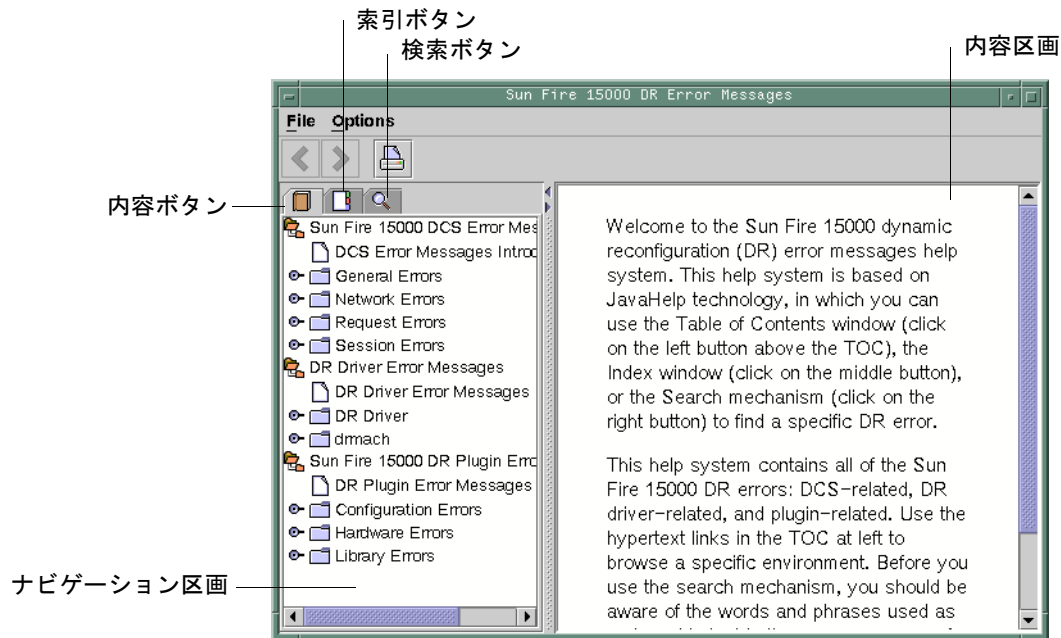 索引ボタン
検索ボタン
内容区画
Sun Fire 15000 DR Error Messages
File Options
内容ボタン
Sun Fire 15000 DCS Error Mes
DCS Error Messages Introd
General Errors
Network Errors
Request Errors
Session Errors
DR Driver Error Messages
DR Driver Error Messages
DR Driver
drmach
Sun Fire 15000 DR Plugin Erro
DR Plugin Error Messages
Configuration Errors
Hardware Errors
Library Errors
ナビゲーション区画
Welcome to the Sun Fire 15000 dynamic
reconfiguration (DR) error messages help
system. This help system is based on
JavaHelp technology, in which you can
use the Table of Contents window (click
on the left button above the TOC), the
Index window (click on the middle button),
or the Search mechanism (click on the
right button) to find a specific DR error.
This help system contains all of the Sun
Fire 15000 DR errors: DCS-related, DR
driver-related, and plugin-related. Use the
hypertext links in the TOC at left to
browse a specific environment. Before you
use the search mechanism, you should be
aware of the words and phrases used as